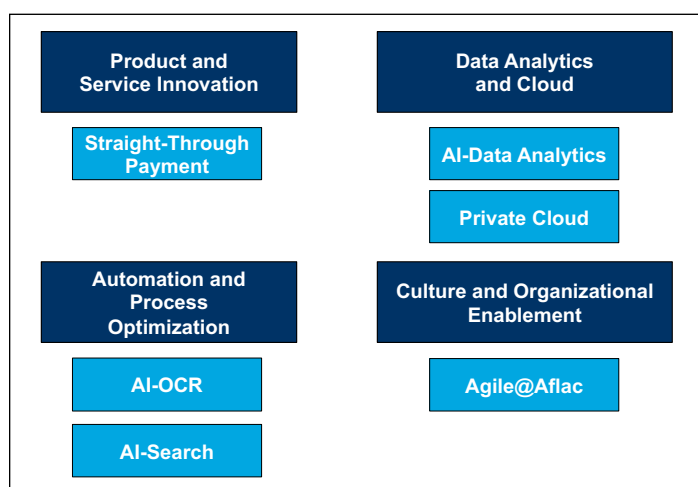 Product and
Service Innovation
Straight-Through
Payment
Data Analytics
and Cloud
AI-Data Analytics
Private Cloud
Automation and
Process
Optimization
AI-OCR
AI-Search
Culture and Organizational
Enablement
Agile@Aflac